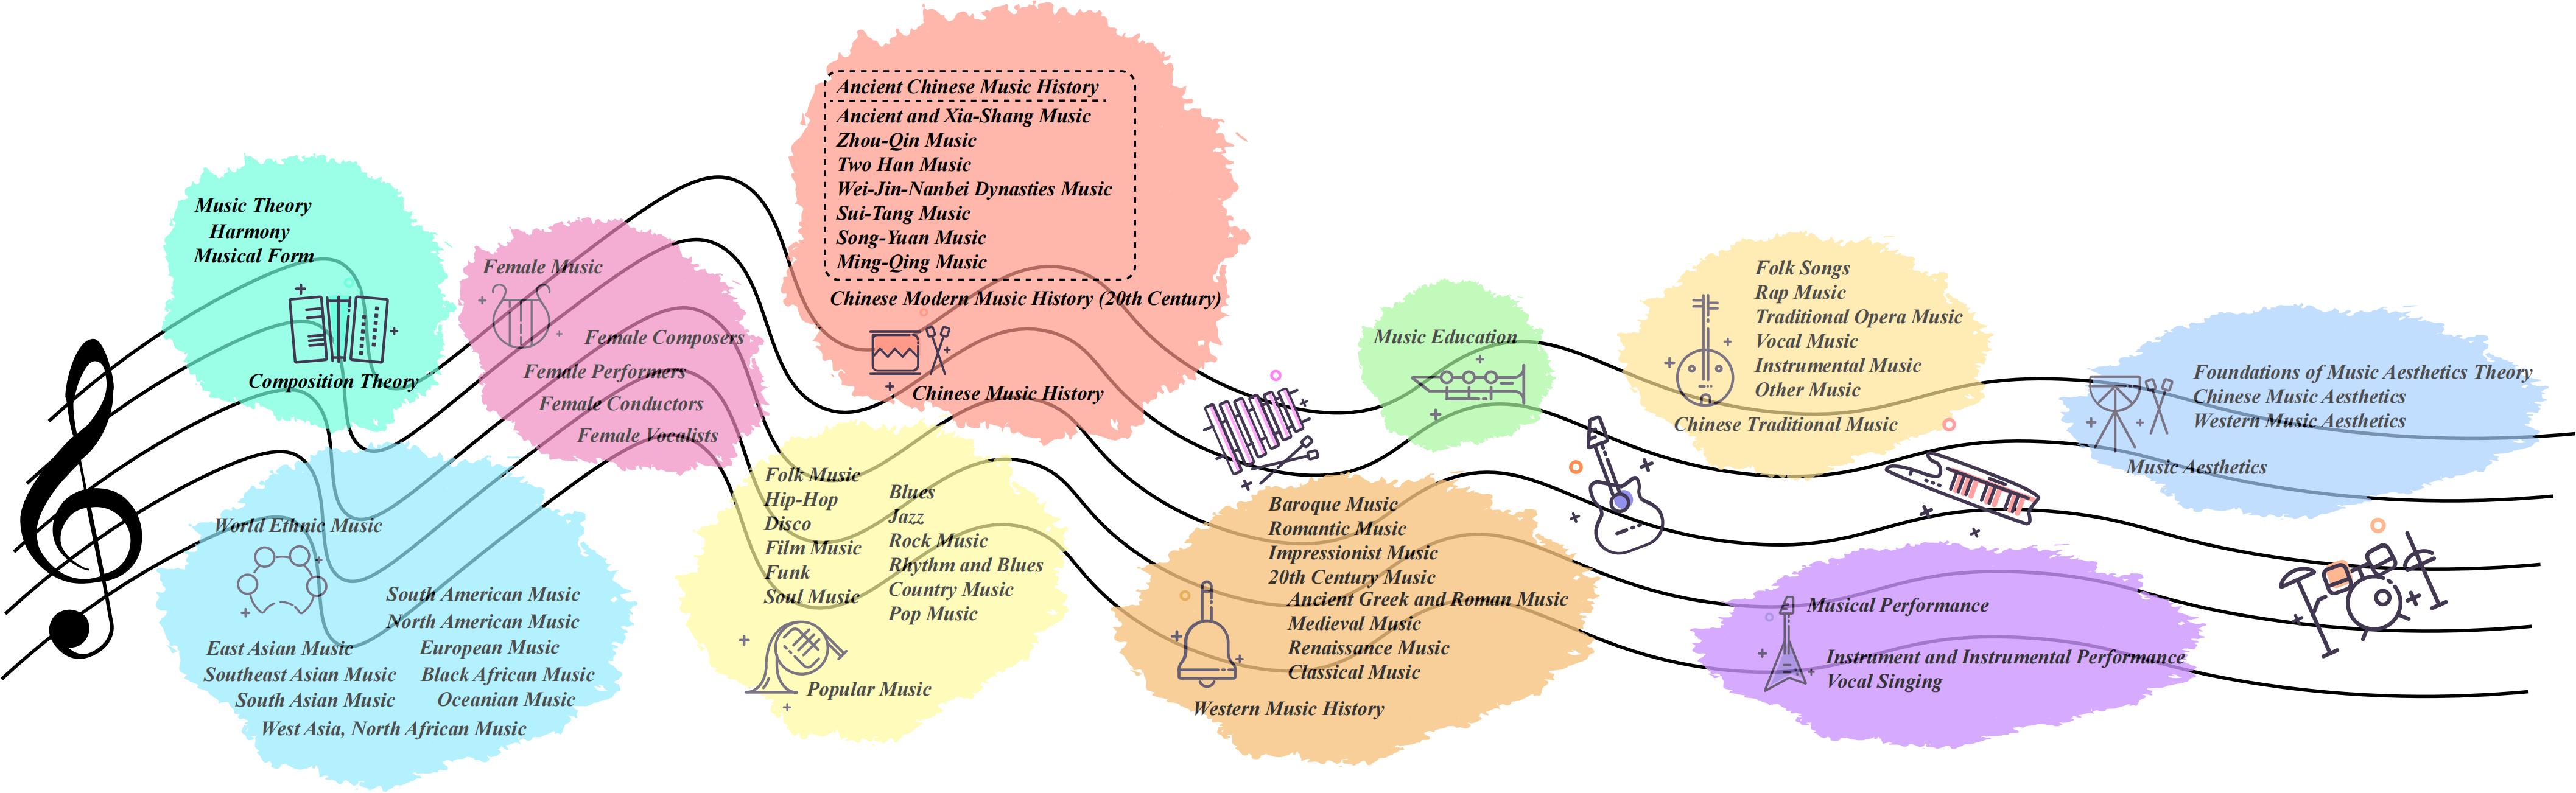 Music Theory
Harmony
Musical Form
Composition Theory
World Ethnic Music
South American Music
North American Music
East Asian Music
European Music
Southeast Asian Music
Black African Music
South Asian Music
Oceanian Music
West Asia, North African Music
Female Music
Female Composers
Female Performers
Female Conductors
Female Vocalists
Folk Music
Hip-Hop
Disco
Film Music
Funk
Soul Music
Blues
Jazz
Rock Music
Rhythm and Blues
Country Music
Pop Music
Popular Music
Ancient Chinese Music History
Ancient and Xia-Shang Music
Zhou-Qin Music
Two Han Music
Wei-Jin-Nanbei Dynasties Music
Sui-Tang Music
Song-Yuan Music
Ming-Qing Music
Chinese Modern Music History (20th Century)
Chinese Music History
Baroque Music
Romantic Music
Impressionist Music
20th Century Music
Ancient Greek and Roman Music
Medieval Music
Renaissance Music
Classical Music
Western Music History
Music Education
Folk Songs
Rap Music
Traditional Opera Music
Vocal Music
Instrumental Music
Other Music
Chinese Traditional Music
Musical Performance
Instrument and Instrumental Performance
Vocal Singing
Foundations of Music Aesthetics Theory
Chinese Music Aesthetics
Western Music Aesthetics
Music Aesthetics